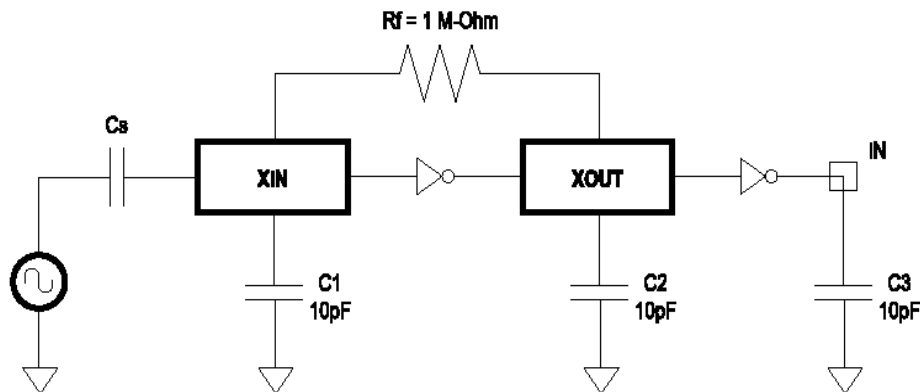 Rf = 1 M-Ohm
Cs
XIN
XOUT
IN
C1
10pF
C2
10pF
C3
10pF